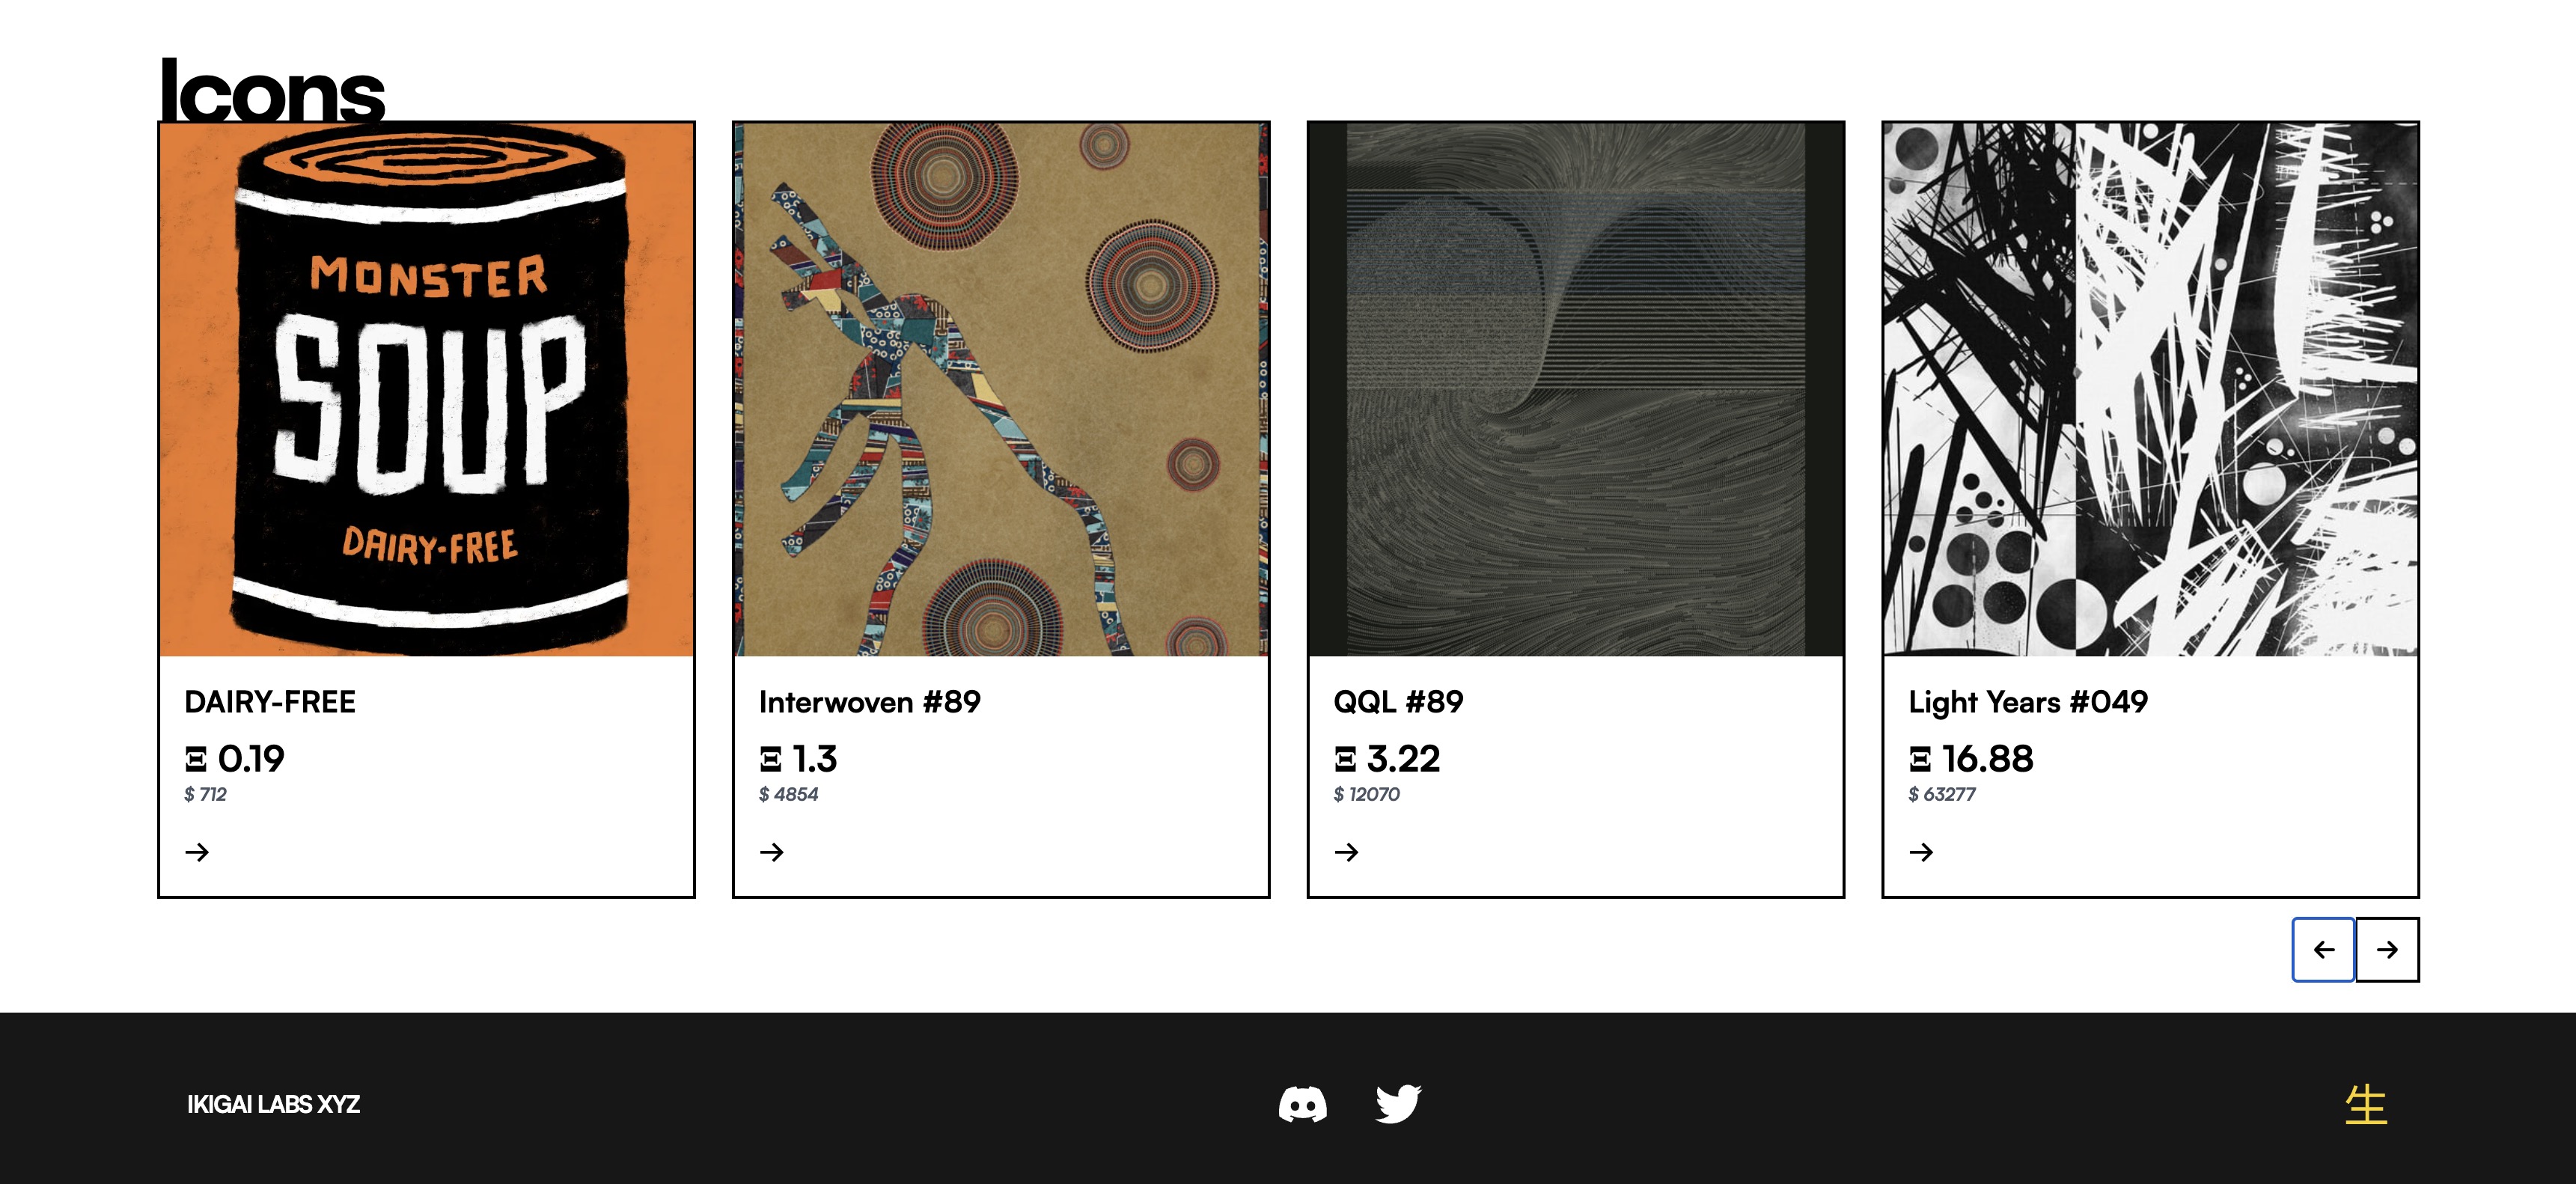 Icons
MONSTER
SOUP
DAIRY-FREE
DAIRY-FREE
Ξ 0.19
$ 712
→
Interwoven #89
Ξ 1.3
$ 4854
→
QQL #89
Ξ 3.22
$ 12070
→
Light Years #049
Ξ 16.88
$ 63277
→
← →
IKIGAI LABS XYZ
生